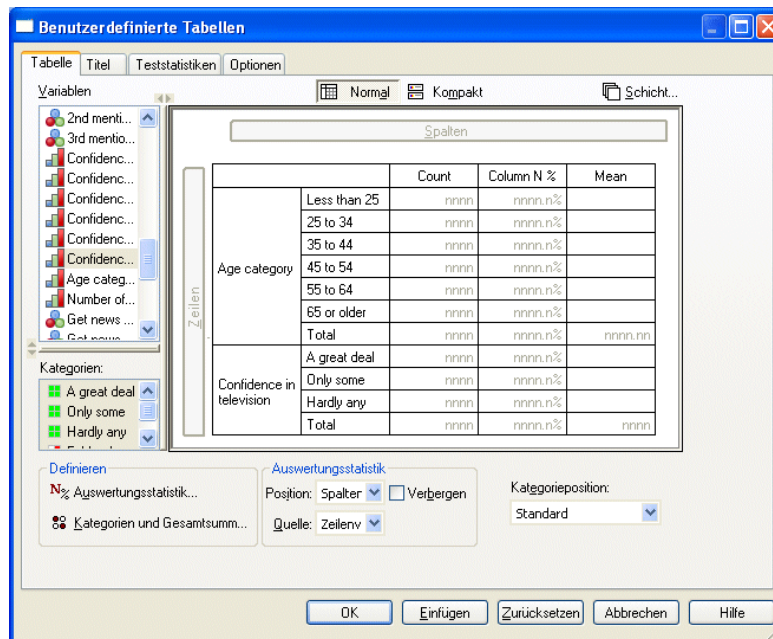 Benutzerdefinierte Tabellen
Tabelle Titel Teststatistiken Optionen
Variablen
Normal Kompakt Schicht...
2nd menti...
3rd mentio...
Confidenc...
Confidenc...
Confidenc...
Confidenc...
Confidenc...
Confidenc...
Age categ...
Number of...
Get news ...
Get news
Kategorien:
A great deal
Only some
Hardly any
Spalten
Zeilen
Count Column N % Mean
Age category
Less than 25 nnnn nnnn.n%
25 to 34 nnnn nnnn.n%
35 to 44 nnnn nnnn.n%
45 to 54 nnnn nnnn.n%
55 to 64 nnnn nnnn.n%
65 or older nnnn nnnn.n%
Total nnnn nnnn.n% nnnn.nn
Confidence in
television
A great deal nnnn nnnn.n%
Only some nnnn nnnn.n%
Hardly any nnnn nnnn.n%
Total nnnn nnnn.n% nnnn
Definieren
N% Auswertungsstatistik...
Kategorien und Gesamtsumm...
Auswertungsstatistik
Position: Spalter Verbergen
Quelle: Zeilenv
Kategorieposition:
Standard
OK Einfügen Zurücksetzen Abbrechen Hilfe